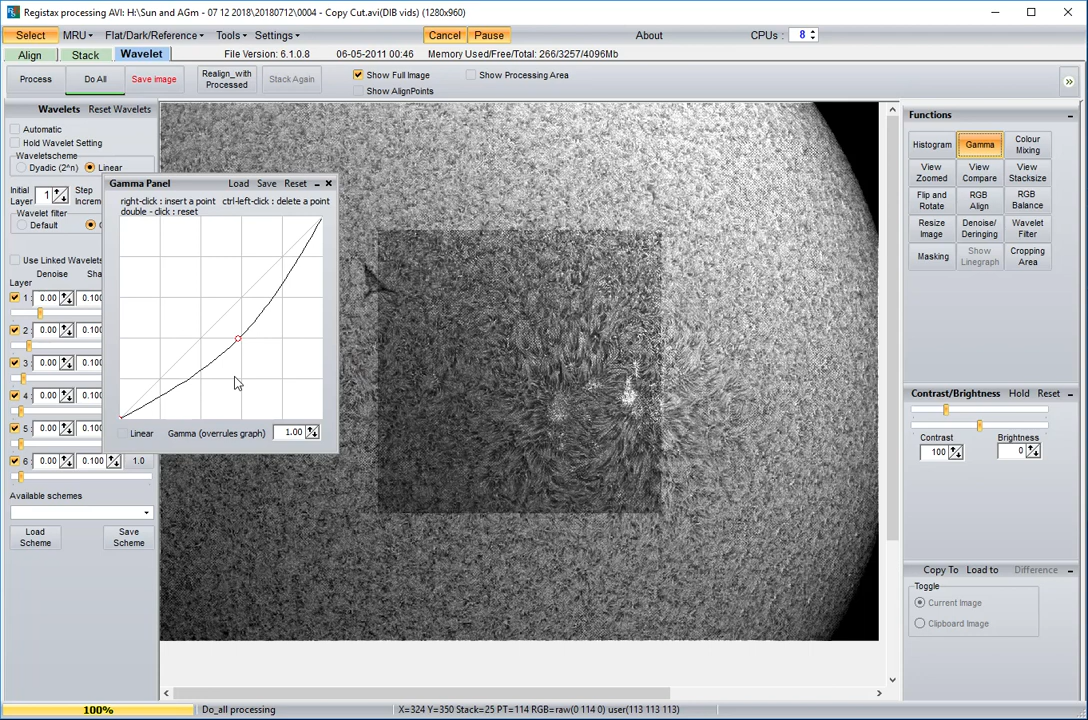 Registax processing AVI: H:\Sun and AGm - 07 12 2018\20180712\0004 - Copy Cut.avi(DIB vids) (1280x960)
Select MRU Flat/Dark/Reference Tools Settings Cancel Pause About CPUs : 8
Align Stack Wavelet File Version: 6.1.0.8 06-05-2011 00:46 Memory Used/Free/Total: 266/3257/4096Mb
Process Do All Save image Realign_with Processed Stack Again Show Full Image Show Processing Area
Show AlignPoints
Wavelets Reset Wavelets
Automatic
Hold Wavelet Setting
Waveletscheme
Dyadic (2^n) Linear
Initial Layer 1 Step Increm
Wavelet filter
Default
Use Linked Wavelets
Denoise Sha
Layer
1 : 0.00 0.100
2 : 0.00 0.100
3 : 0.00 0.100
4 : 0.00 0.100
5 : 0.00 0.100
6 : 0.00 0.100 1.0
Available schemes
Load Scheme Save Scheme
Gamma Panel Load Save Reset
right-click : insert a point ctrl-left-click : delete a point
double - click : reset
Linear Gamma (overrules graph) 1.00
Functions
Histogram Gamma Colour Mixing
View Zoomed View Compare View Stacksize
Flip and Rotate RGB Align RGB Balance
Resize Image Denoise/ Deringing Wavelet Filter
Masking Show Linegraph Cropping Area
Contrast/Brightness Hold Reset
Contrast Brightness
100 0
Copy To Load to Difference
Toggle
Current Image
Clipboard Image
100% Do_all processing X=324 Y=350 Stack=25 PT=114 RGB=raw(0 114 0) user(113 113 113)